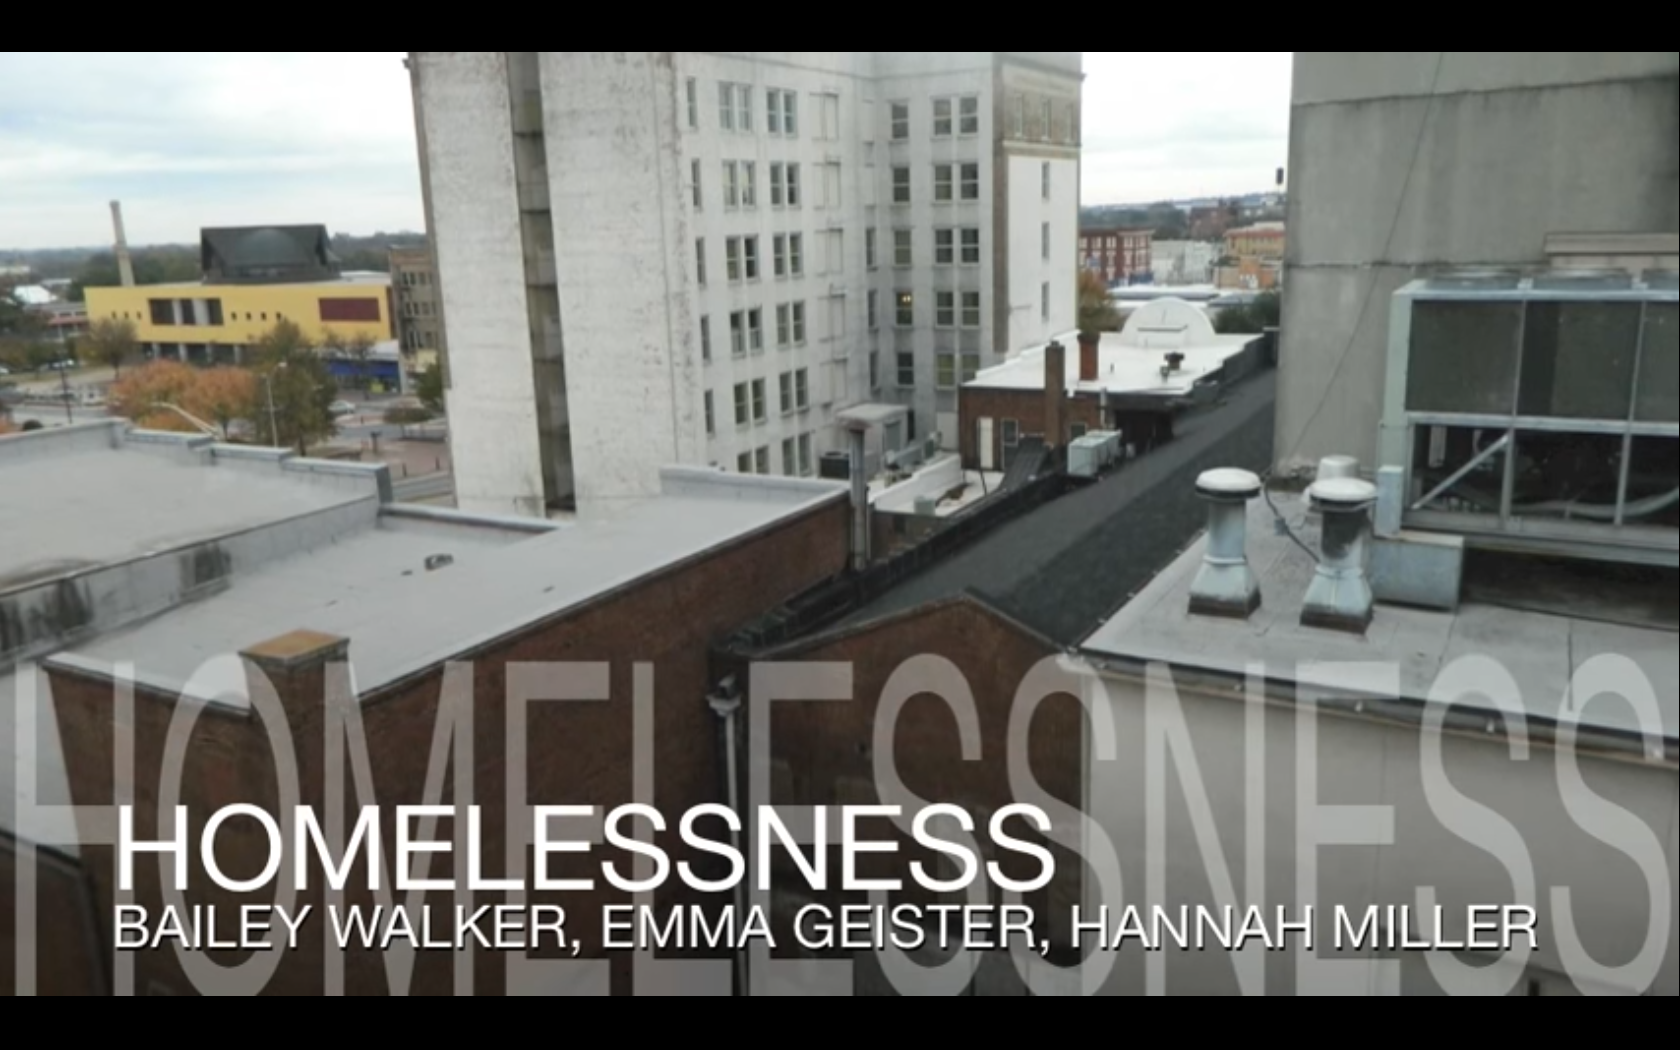 HOMELESSNESS
HOMELESSNESS
BAILEY WALKER, EMMA GEISTER, HANNAH MILLER